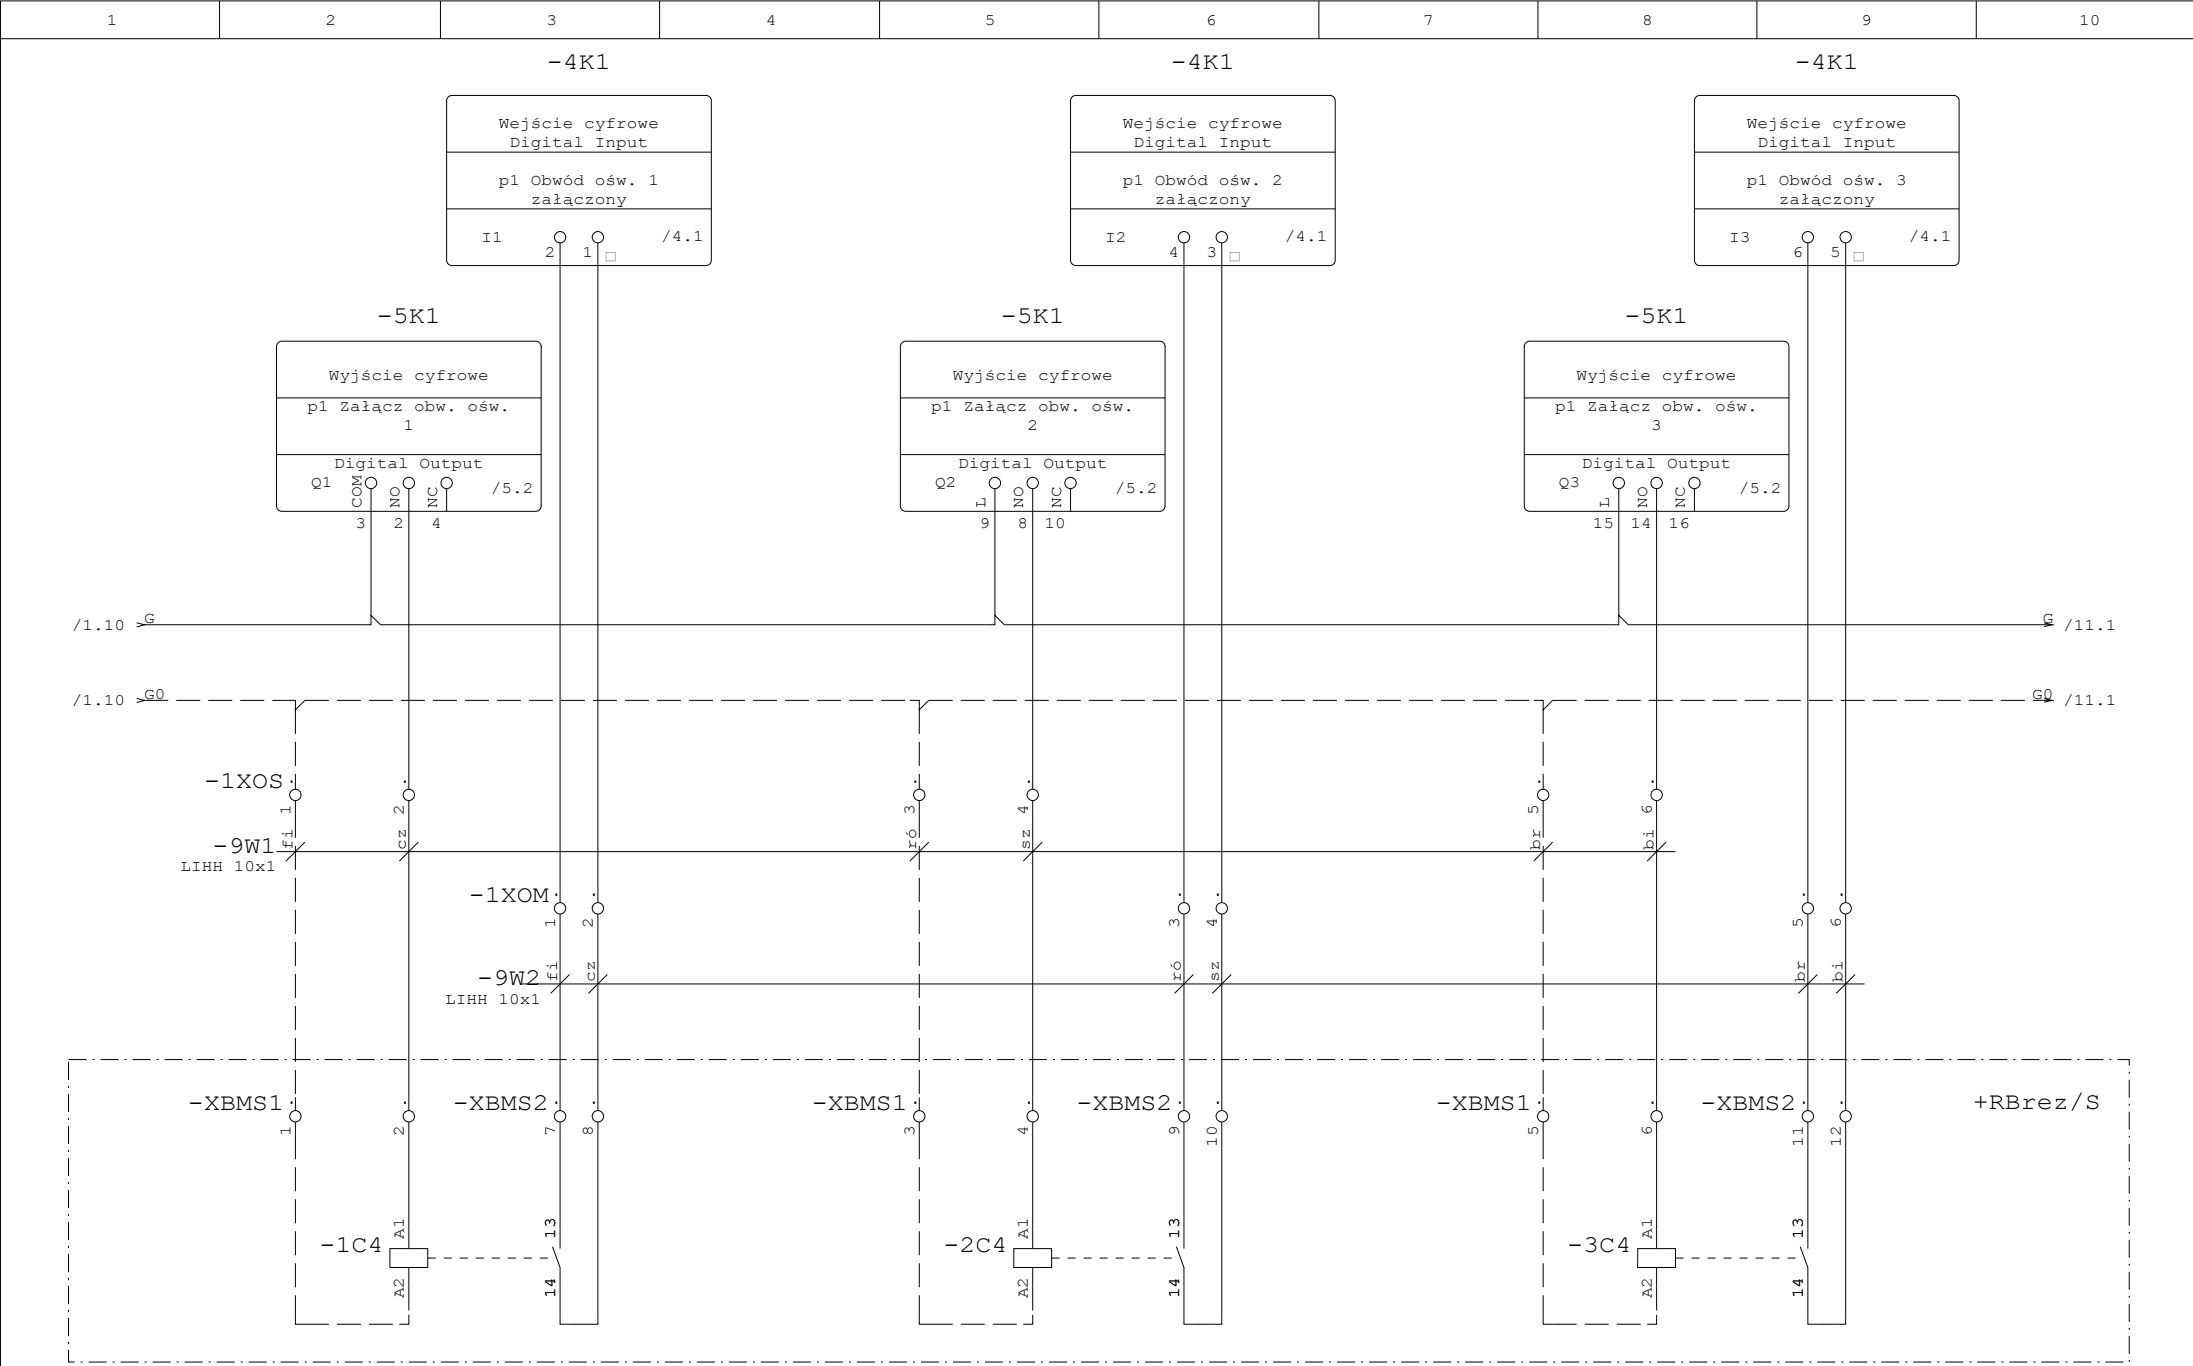 1 2 3 4 5 6 7 8 9 10
-4K1 -4K1 -4K1
Wejście cyfrowe
Digital Input
p1 Obwód ośw. 1
załączony
I1 2 1 /4.1
Wejście cyfrowe
Digital Input
p1 Obwód ośw. 2
załączony
I2 4 3 /4.1
Wejście cyfrowe
Digital Input
p1 Obwód ośw. 3
załączony
I3 6 5 /4.1
-5K1 -5K1 -5K1
Wyjście cyfrowe
p1 Załącz obw. ośw.
1
Digital Output
Q1 COM NO NC /5.2
3 2 4
Wyjście cyfrowe
p1 Załącz obw. ośw.
2
Digital Output
Q2 L NO NC /5.2
9 8 10
Wyjście cyfrowe
p1 Załącz obw. ośw.
3
Digital Output
Q3 L NO NC /5.2
15 14 16
/1.10 G G /11.1
/1.10 G0 G0 /11.1
-1XOS 1 2 3 4 5 6
-9W1 fi cz ró sz br bi
LIHH 10x1
-1XOM 1 2 3 4 5 6
-9W2 fi cz ró sz br bi
LIHH 10x1
-XBMS1 -XBMS2 -XBMS1 -XBMS2 -XBMS1 -XBMS2 +RBrez/S
1 2 7 8 3 4 9 10 5 6 11 12
A1 13 A1 13 A1 13
-1C4 -2C4 -3C4
A2 14 A2 14 A2 14